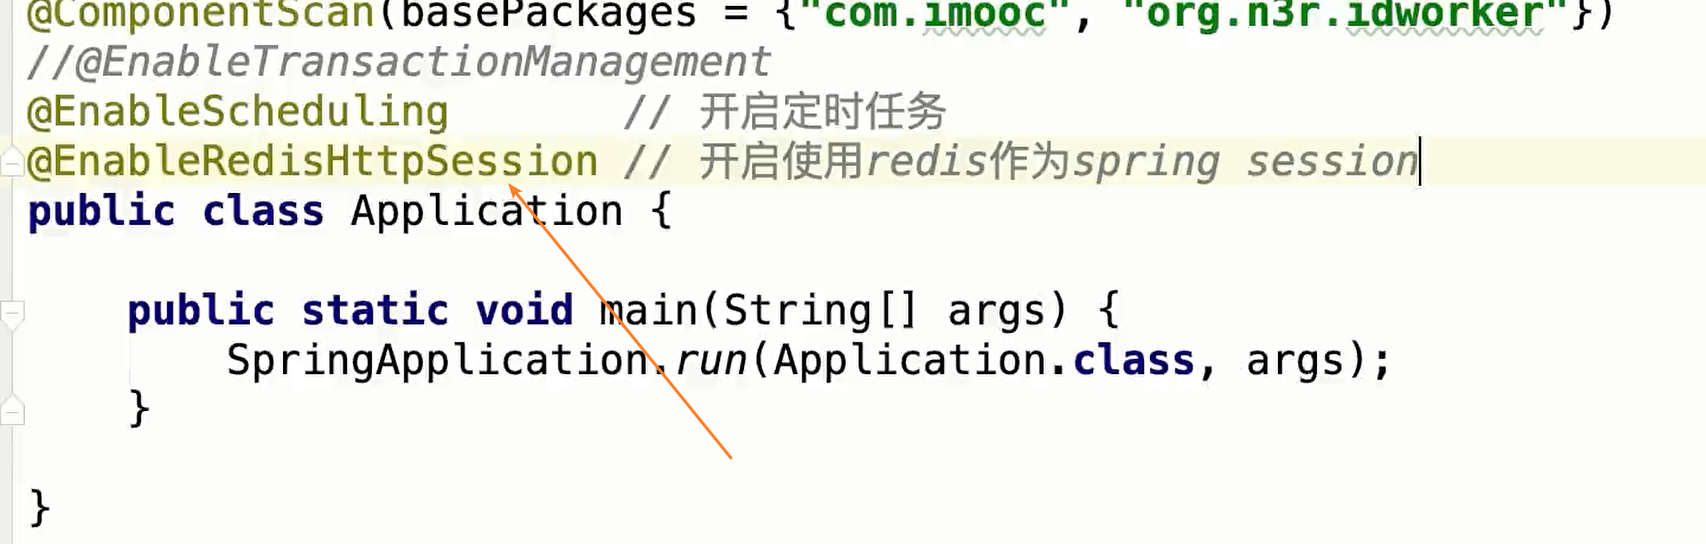 @ComponentScan(basePackages = {"com.imooc", "org.n3r.idworker"})
//@EnableTransactionManagement
@EnableScheduling // 开启定时任务
@EnableRedisHttpSession // 开启使用redis作为spring session
public class Application {
public static void main(String[] args) {
SpringApplication.run(Application.class, args);
}
}